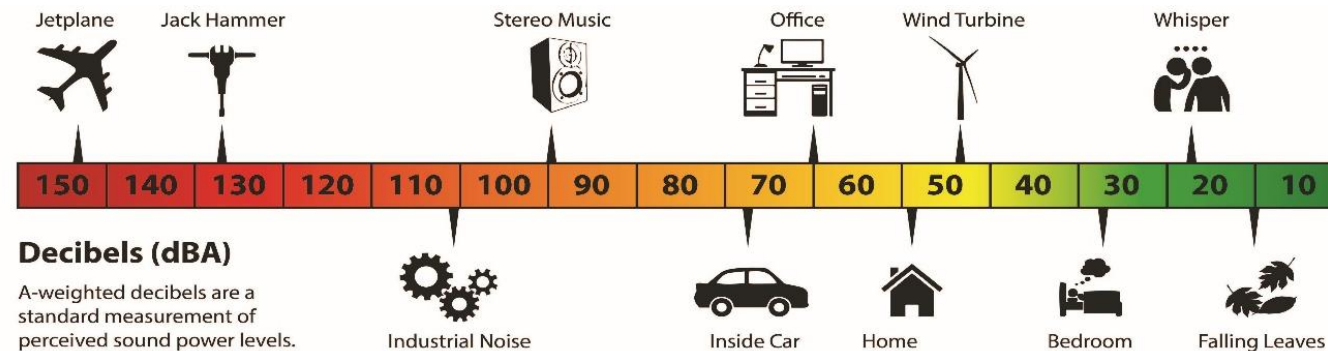 Jetplane Jack Hammer Stereo Music Office Wind Turbine Whisper
150 140 130 120 110 100 90 80 70 60 50 40 30 20 10
Decibels (dBA)
A-weighted decibels are a
standard measurement of
perceived sound power levels.
Industrial Noise Inside Car Home Bedroom Falling Leaves